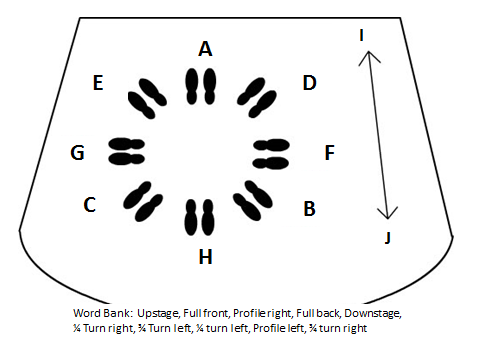 I
A
E
D
G
F
C
B
J
H
Word Bank: Upstage, Full front, Profile right, Full back, Downstage,
¼ Turn right, ¾ Turn left, ¼ turn left, Profile left, ¾ turn right